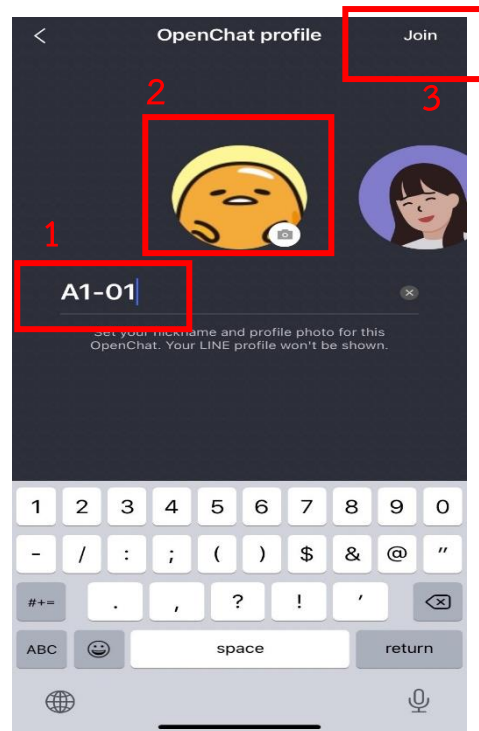 OpenChat profile Join
2
3
1
A1-01
Set your nickname and profile photo for this
OpenChat. Your LINE profile won't be shown.
1 2 3 4 5 6 7 8 9 0
- / : ; ( ) $ & @ "
#+= . , ? ! '
ABC space return